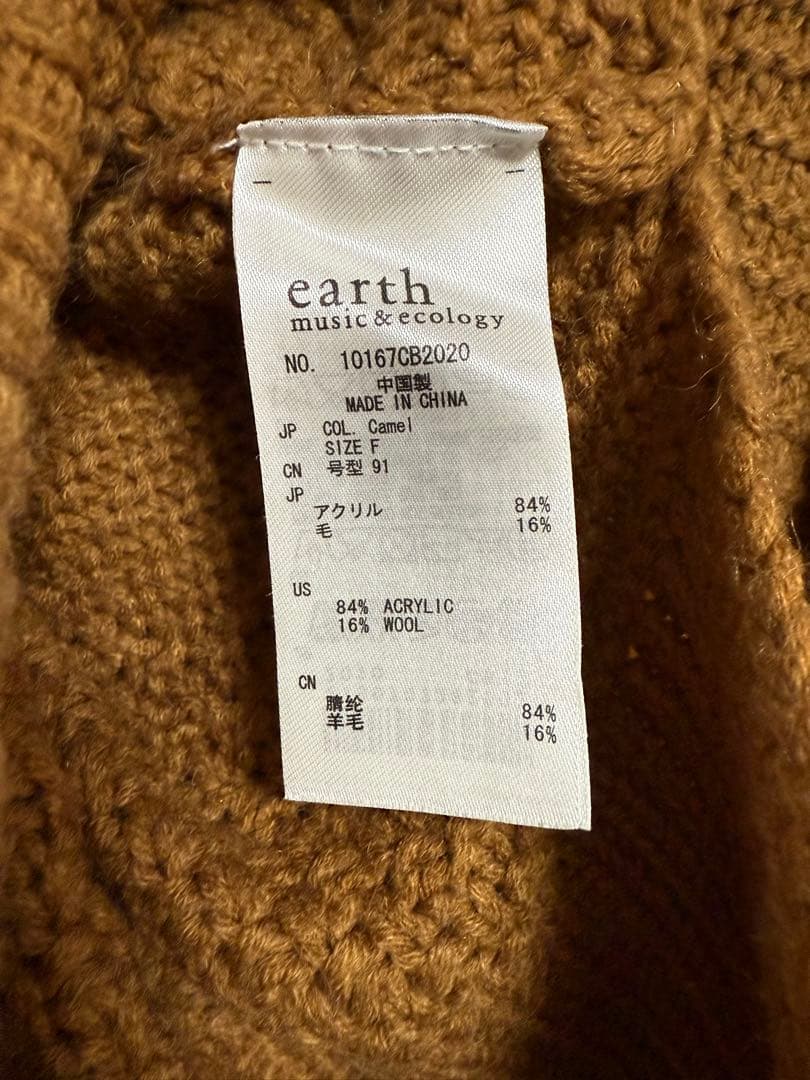 earth
music & ecology
NO. 10167CB2020
中国製
MADE IN CHINA
JP COL. Camel
SIZE F
CN 号型 91
JP
アクリル 84%
毛 16%
US
84% ACRYLIC
16% WOOL
CN
腈纶 84%
羊毛 16%